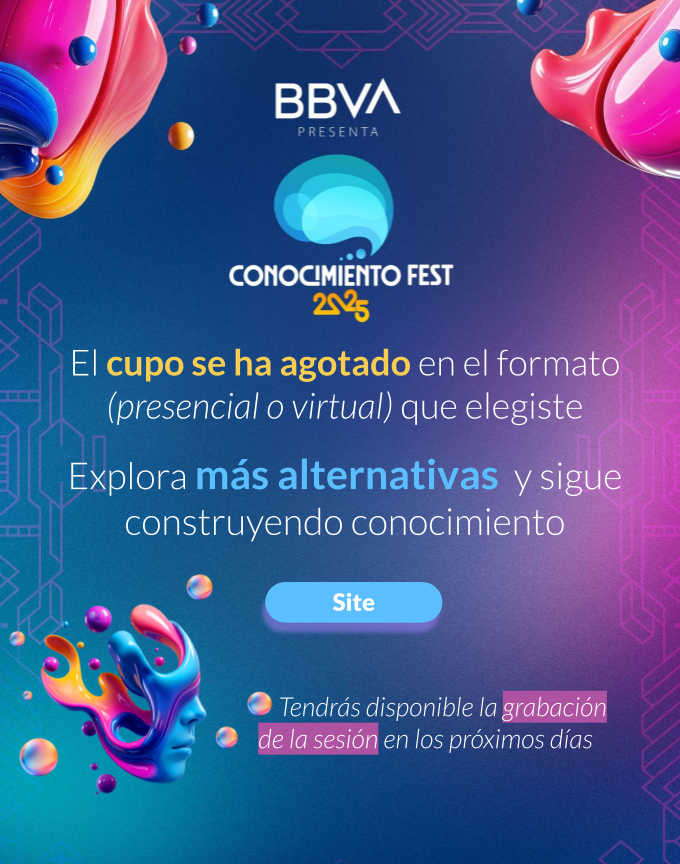 BBVA
PRESENTA
CONOCIMIENTO FEST
2025
El cupo se ha agotado en el formato
(presencial o virtual) que elegiste
Explora más alternativas y sigue
construyendo conocimiento
Site
Tendrás disponible la grabación
de la sesión en los próximos días